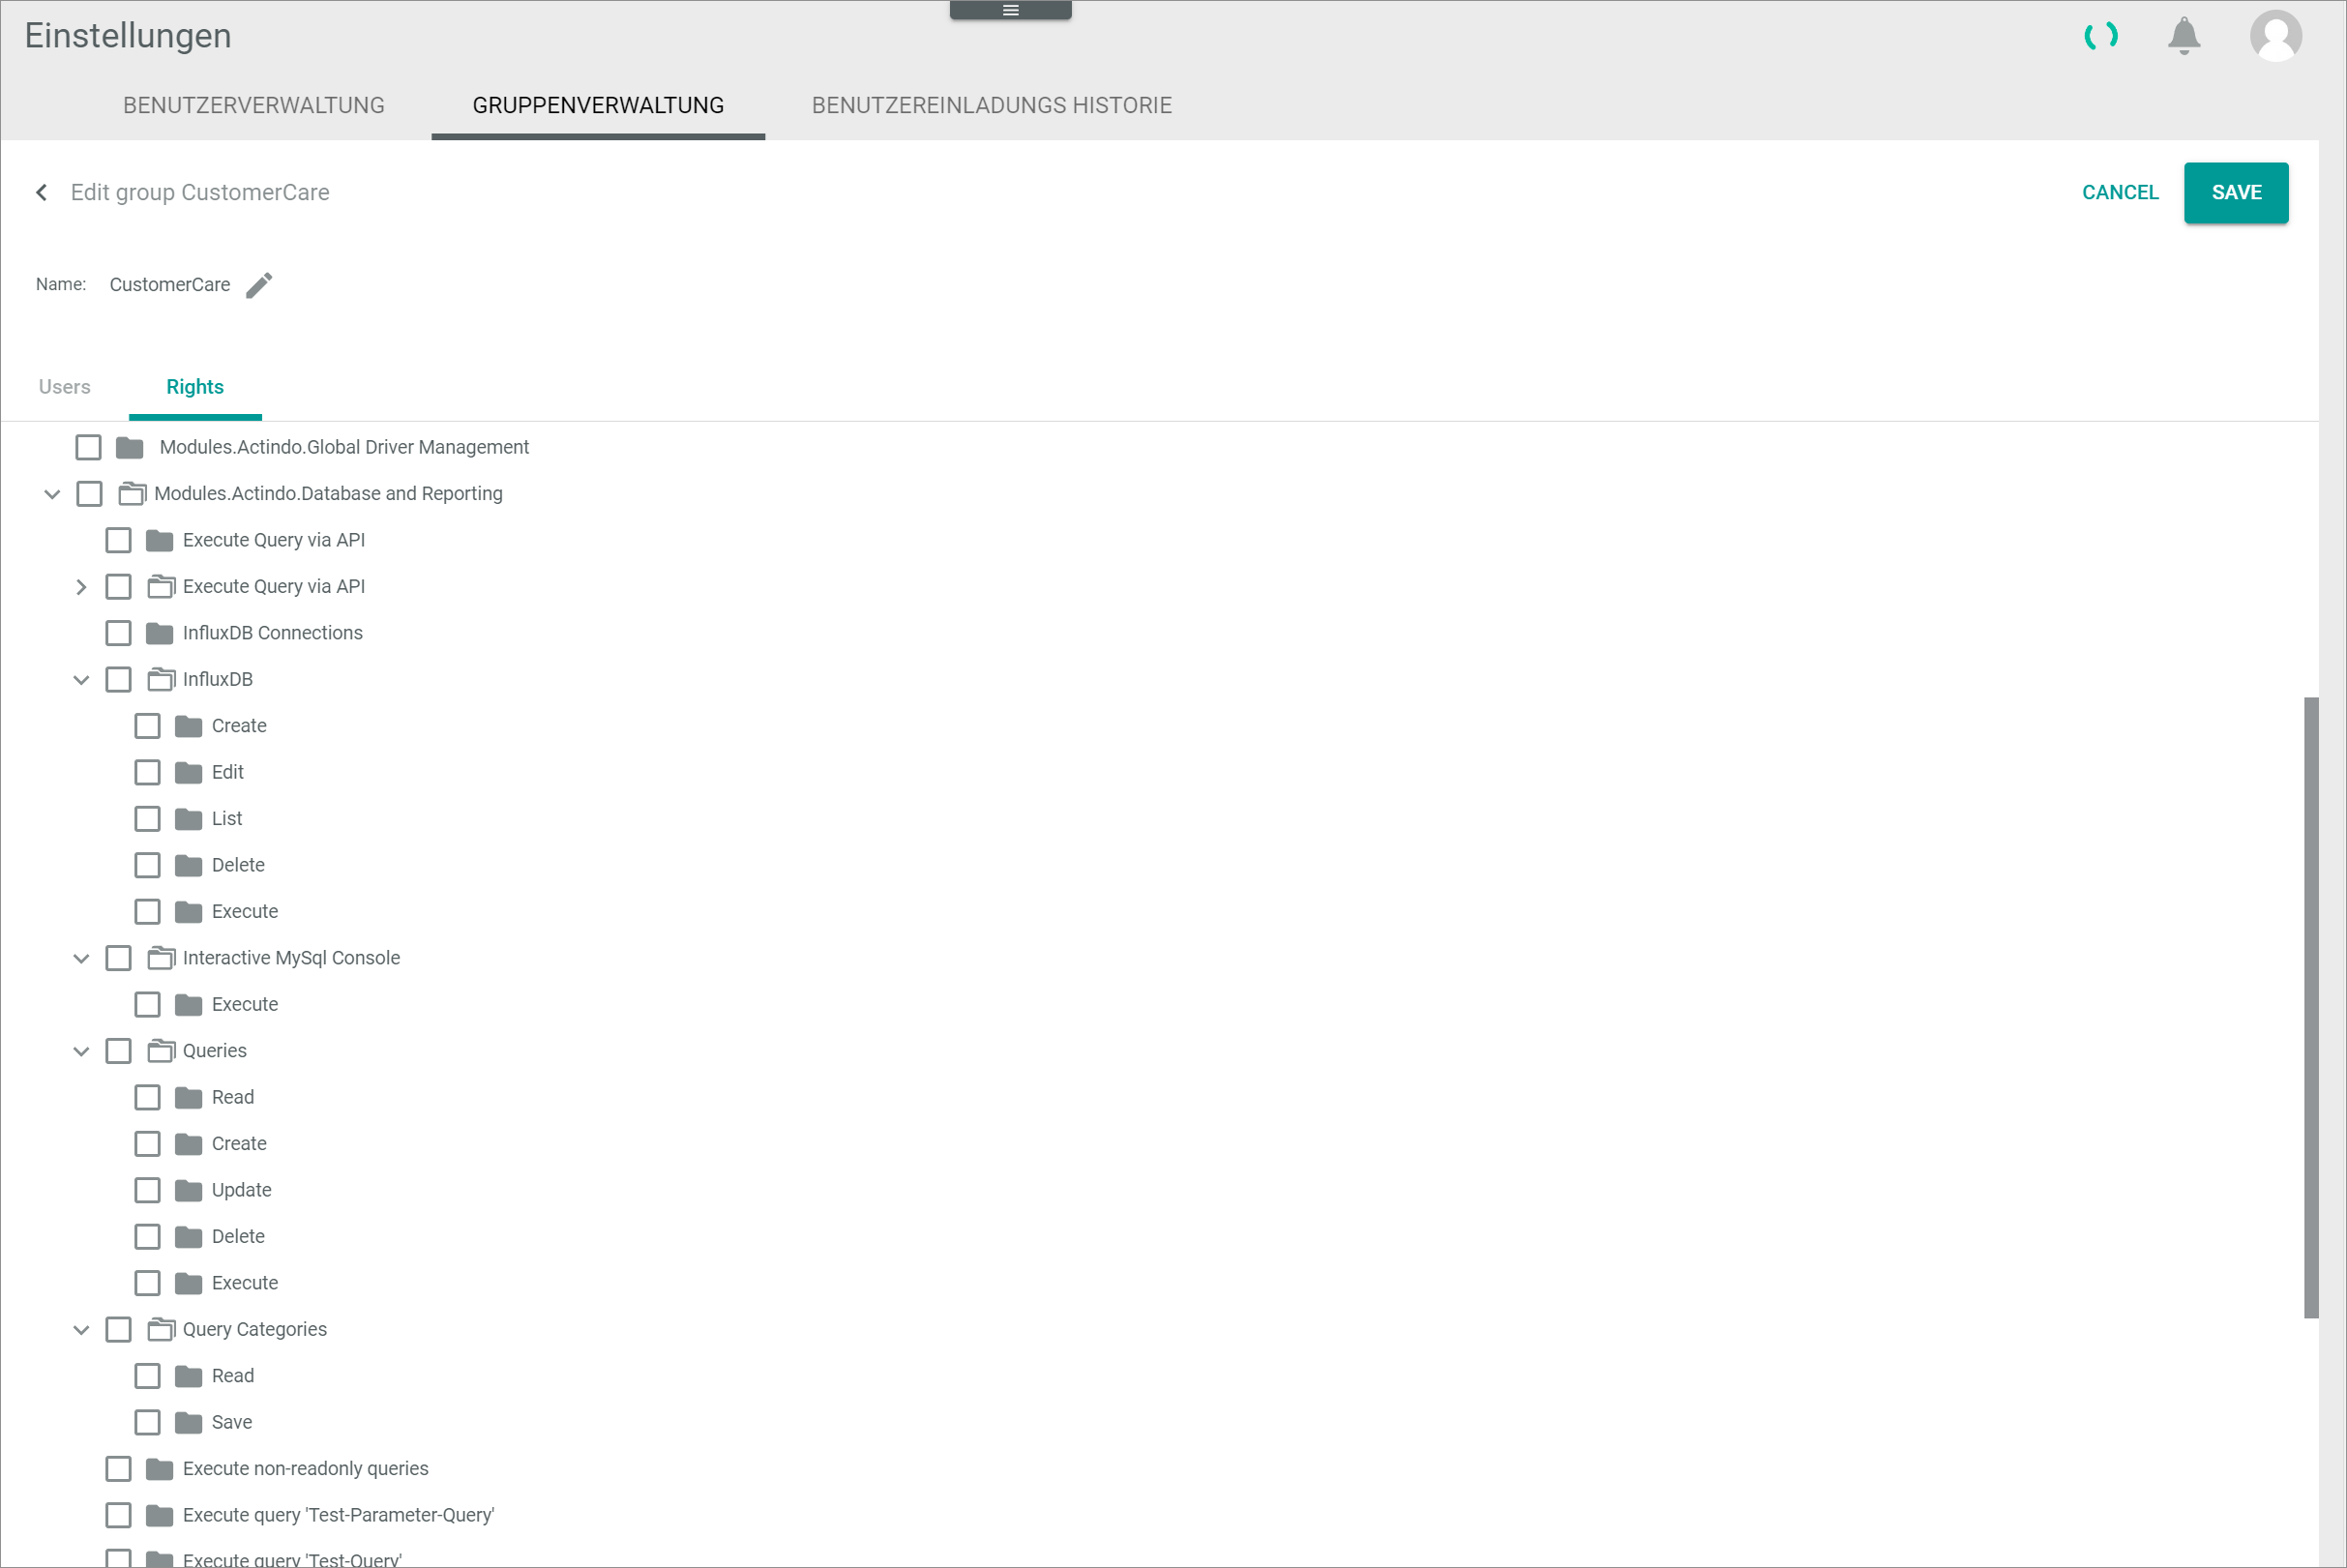 Einstellungen
BENUTZERVERWALTUNG GRUPPENVERWALTUNG BENUTZEREINLADUNGS HISTORIE
Edit group CustomerCare CANCEL SAVE
Name: CustomerCare
Users Rights
Modules.Actindo.Global Driver Management
Modules.Actindo.Database and Reporting
Execute Query via API
Execute Query via API
InfluxDB Connections
InfluxDB
Create
Edit
List
Delete
Execute
Interactive MySql Console
Execute
Queries
Read
Create
Update
Delete
Execute
Query Categories
Read
Save
Execute non-readonly queries
Execute query 'Test-Parameter-Query'
Execute query 'Test-Query'